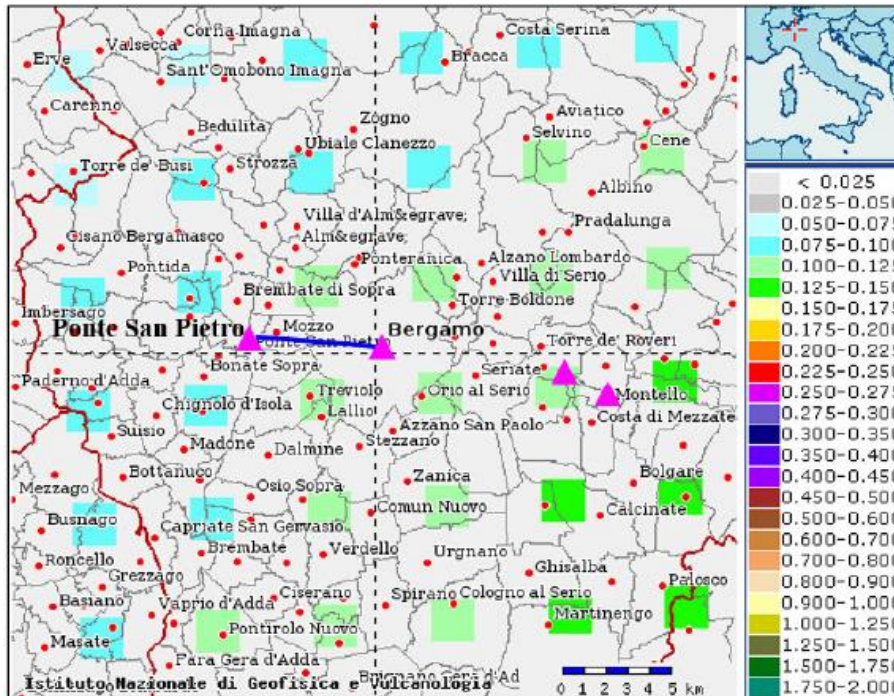 Corna Imagna
Costa Serina
Valsecca
Erve
Sant'Omobono Imagna
Bracca
Carenno
Zogno
Aviatico
Bedulita
Selvino
Ubiale Clanezzo
Cene
Torre de' Busi
Strozza
Albino
Villa d'Alm&egrave;
Pradalunga
Cisano Bergamasco
Alm&egrave;
Ponteranica
Alzano Lombardo
Pontida
Villa di Serio
Brembate di Sopra
Torre Boldone
Imbersago
Ponte San Pietro
Mozzo
Bergamo
Ponte San Pietro
Torre de' Roveri
Bonate Sopra
Seriate
Paderno d'Adda
Treviolo
Orio al Serio
Montello
Chignolo d'Isola
Lallio
Costa di Mezzate
Suisio
Azzano San Paolo
Madone
Stezzano
Dalmine
Bottanuco
Zanica
Bolgare
Mezzago
Osio Sopra
Busnago
Comun Nuovo
Calcinate
Capriate San Gervasio
Roncello
Brembate
Verdello
Urgnano
Ghisalba
Grezzago
Ciserano
Palosco
Basiano
Vaprio d'Adda
Spirano
Cologno al Serio
Pontirolo Nuovo
Martinengo
Masate
Fara Gera d'Adda
Istituto Nazionale di Geofisica e Vulcanologia
0 1 2 3 4 5 km
< 0.025
0.025-0.050
0.050-0.075
0.075-0.100
0.100-0.125
0.125-0.150
0.150-0.175
0.175-0.200
0.200-0.225
0.225-0.250
0.250-0.275
0.275-0.300
0.300-0.350
0.350-0.400
0.400-0.450
0.450-0.500
0.500-0.600
0.600-0.700
0.700-0.800
0.800-0.900
0.900-1.000
1.000-1.250
1.250-1.500
1.500-1.750
1.750-2.000